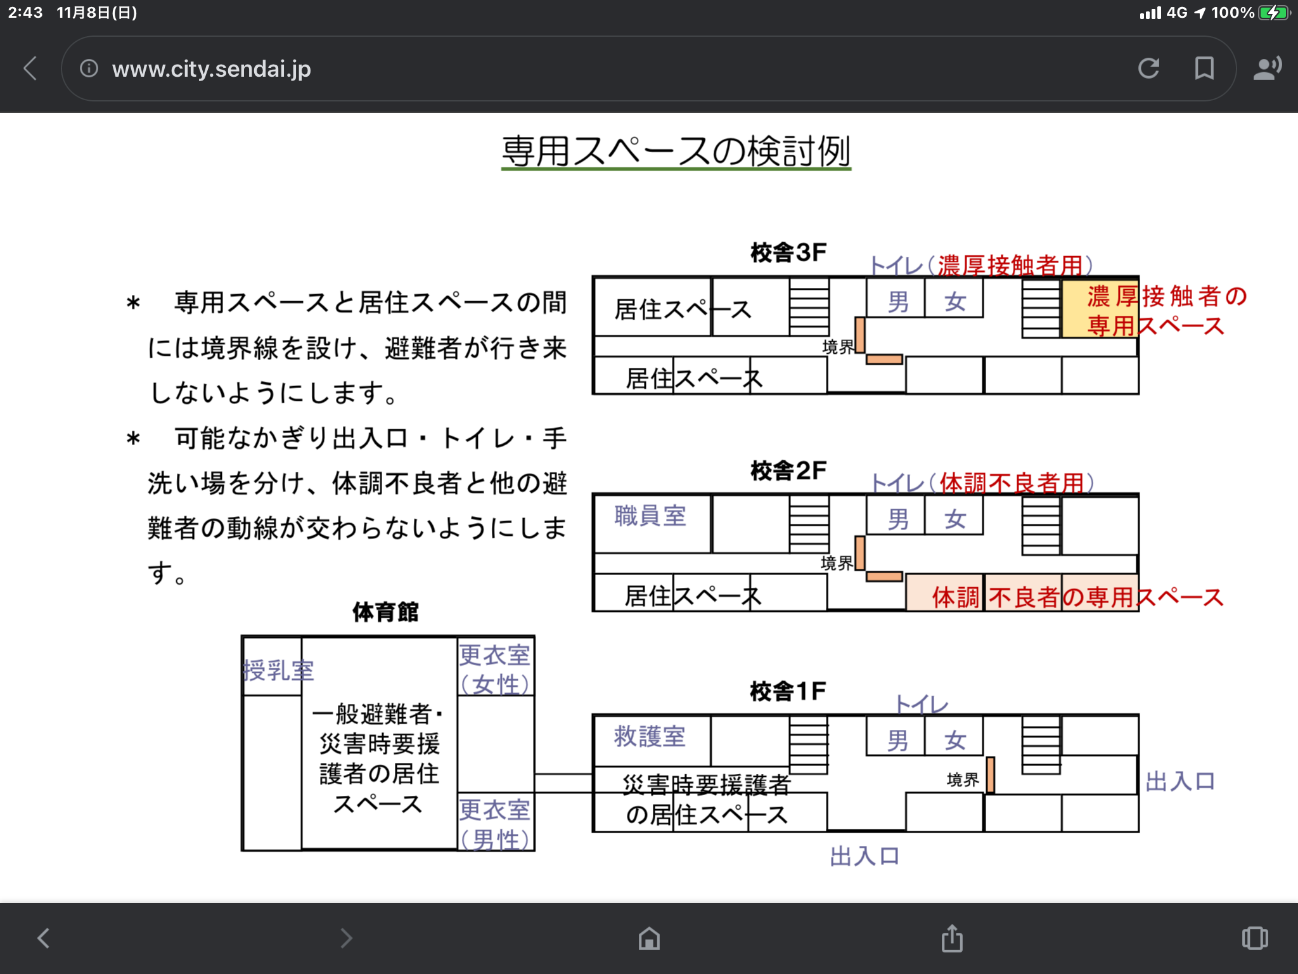 2:43 11月8日(日)
4G 100%
www.city.sendai.jp
専用スペースの検討例
* 専用スペースと居住スペースの間
には境界線を設け、避難者が行き来
しないようにします。
* 可能なかぎり出入口・トイレ・手
洗い場を分け、体調不良者と他の避
難者の動線が交わらないようにしま
す。
校舎3F
トイレ(濃厚接触者用)
居住スペース
男
女
濃厚接触者の
専用スペース
境界
居住スペース
校舎2F
トイレ(体調不良者用)
職員室
男
女
境界
居住スペース
体調不良者の専用スペース
体育館
授乳室
更衣室
(女性)
一般避難者・
災害時要援
護者の居住
スペース
更衣室
(男性)
校舎1F
トイレ
救護室
男
女
境界
出入口
災害時要援護者
の居住スペース
出入口